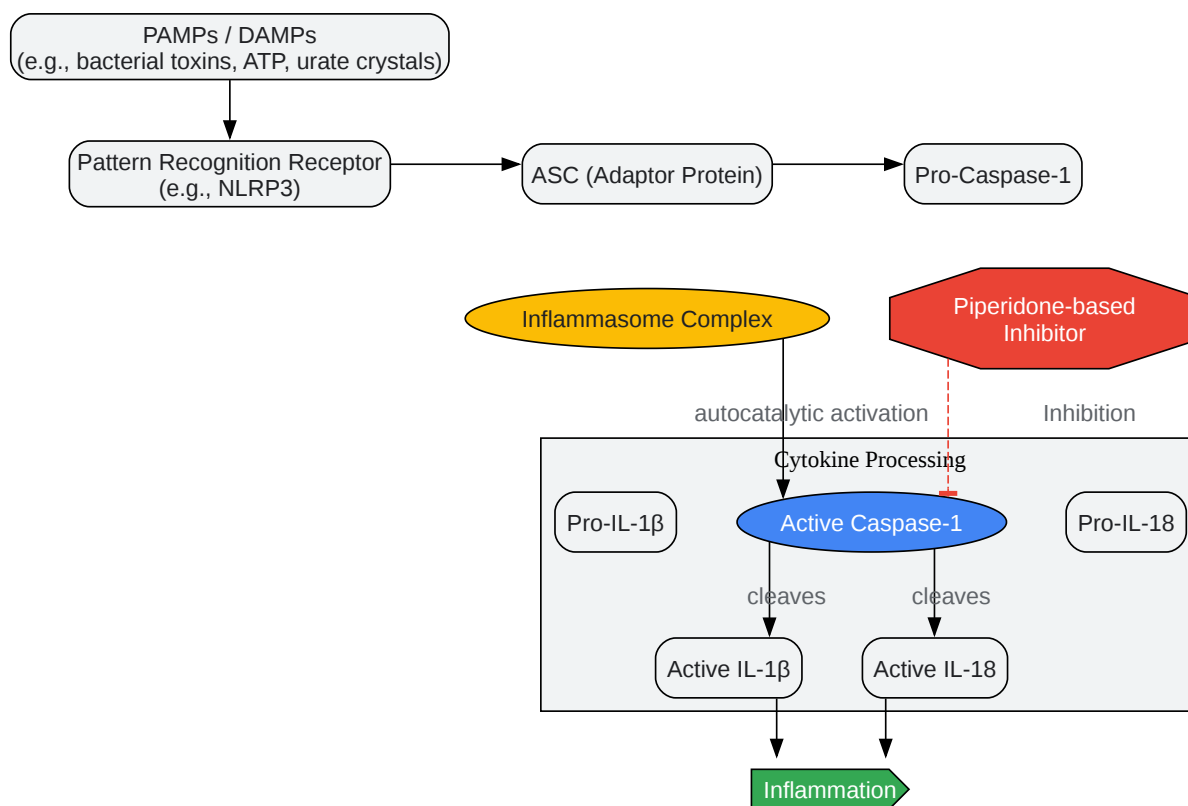 PAMPs / DAMPs
(e.g., bacterial toxins, ATP, urate crystals)
Pattern Recognition Receptor
(e.g., NLRP3)
ASC (Adaptor Protein)
Pro-Caspase-1
Inflammasome Complex
Piperidone-based
Inhibitor
autocatalytic activation
Inhibition
Cytokine Processing
Pro-IL-1β
Active Caspase-1
Pro-IL-18
cleaves
cleaves
Active IL-1β
Active IL-18
Inflammation